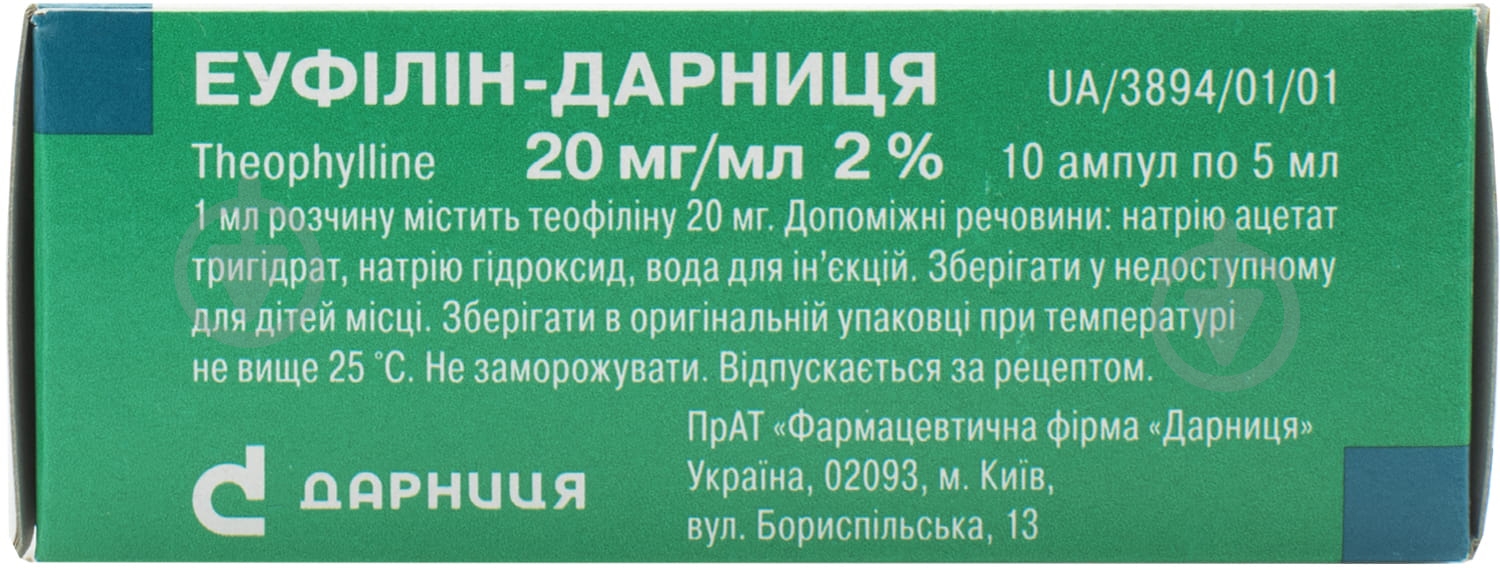 ЕУФІЛІН-ДАРНИЦЯ UA/3894/01/01
Theophylline 20 мг/мл 2 % 10 ампул по 5 мл
1 мл розчину містить теофіліну 20 мг. Допоміжні речовини: натрію ацетат
тригідрат, натрію гідроксид, вода для ін’єкцій. Зберігати у недоступному
для дітей місці. Зберігати в оригінальній упаковці при температурі
не вище 25 °С. Не заморожувати. Відпускається за рецептом.
ПрАТ «Фармацевтична фірма «Дарниця»
Україна, 02093, м. Київ,
вул. Бориспільська, 13
ДАРНИЦЯ